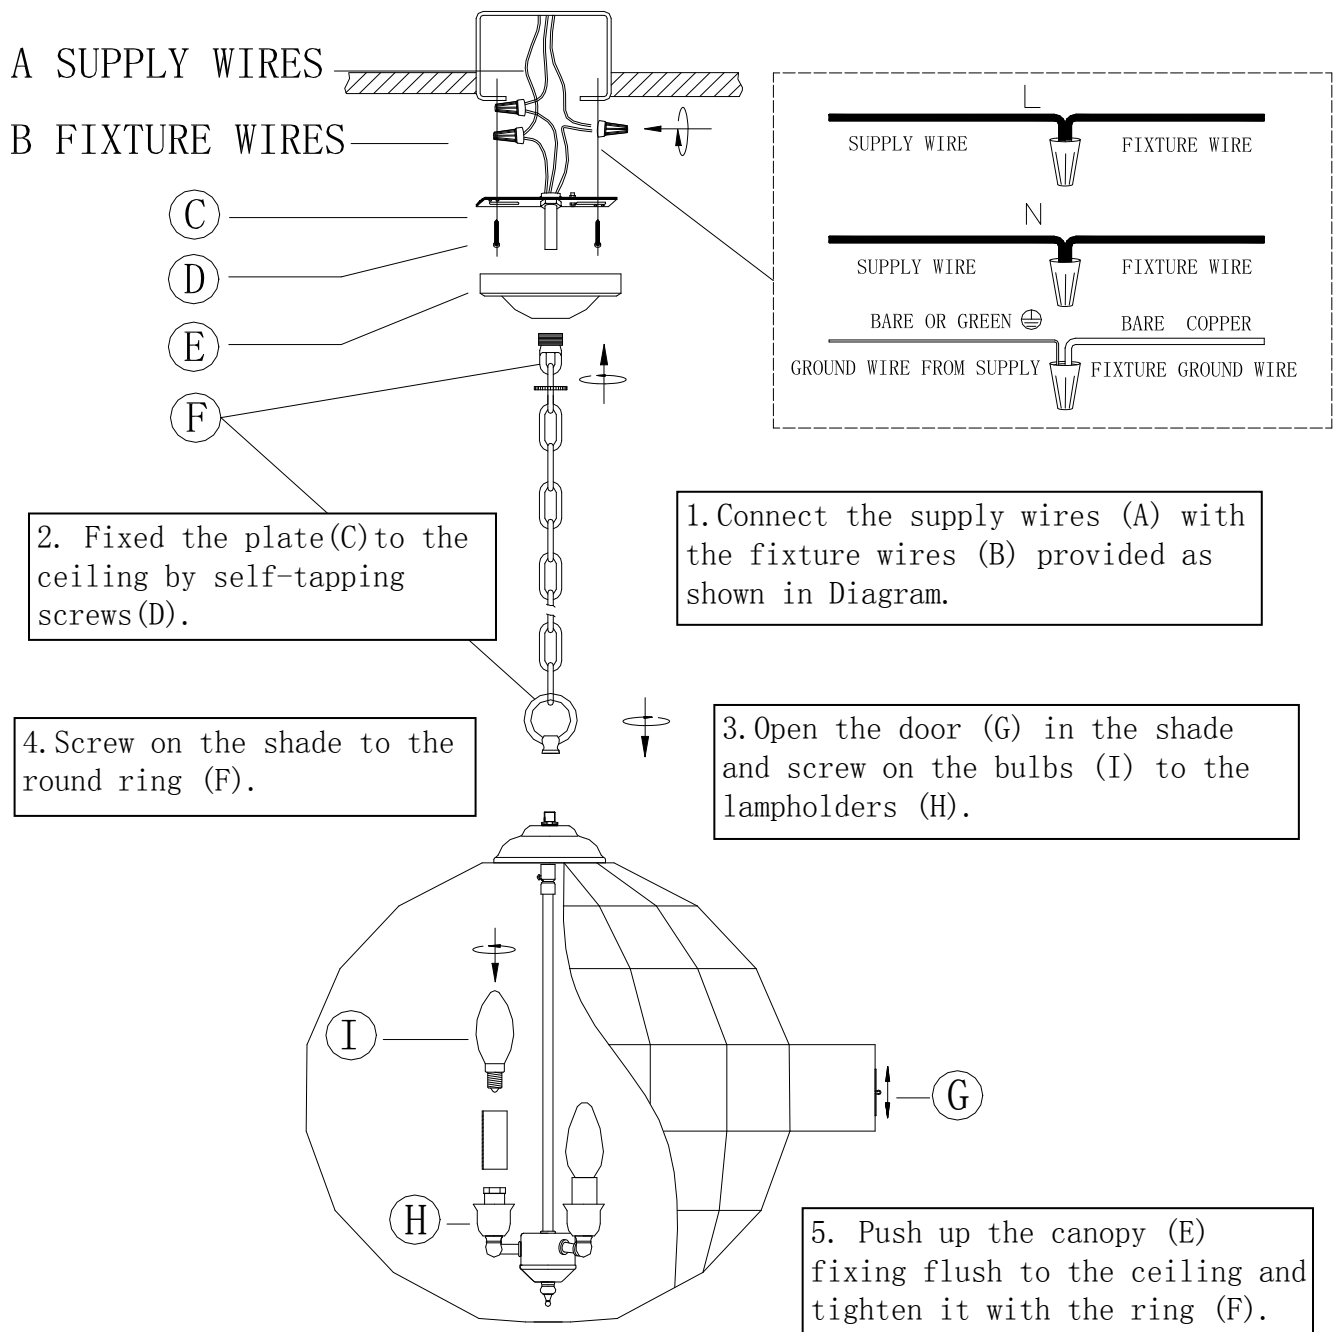 A SUPPLY WIRES
B FIXTURE WIRES
C
D
E
F
L
SUPPLY WIRE
FIXTURE WIRE
N
SUPPLY WIRE
FIXTURE WIRE
BARE OR GREEN
BARE COPPER
GROUND WIRE FROM SUPPLY
FIXTURE GROUND WIRE
1.Connect the supply wires (A) with
the fixture wires (B) provided as
shown in Diagram.
2. Fixed the plate(C)to the
ceiling by self-tapping
screws(D).
3.Open the door (G) in the shade
and screw on the bulbs (I) to the
lampholders (H).
4.Screw on the shade to the
round ring (F).
I
G
H
5. Push up the canopy (E)
fixing flush to the ceiling and
tighten it with the ring (F).